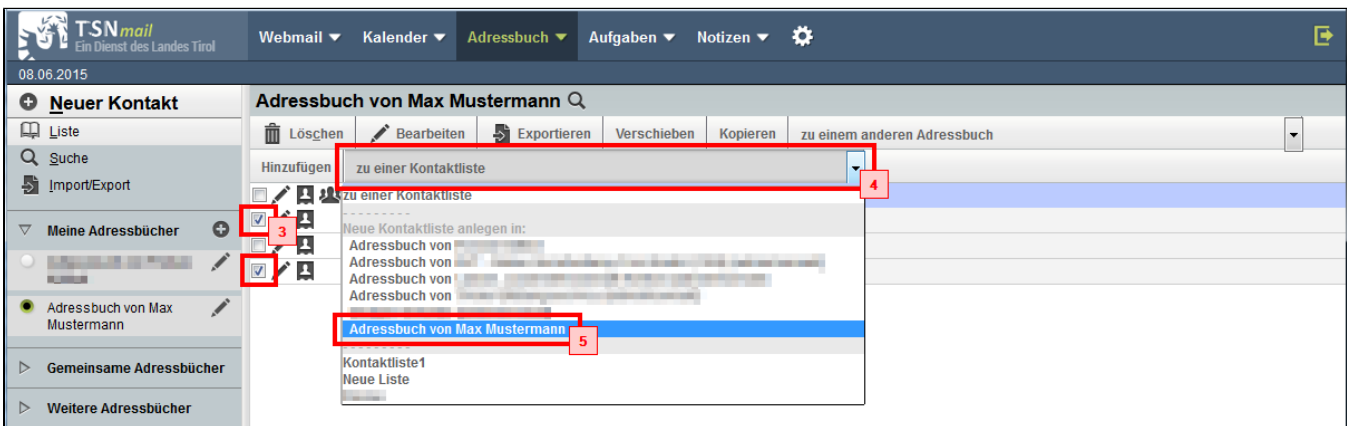 TSNmail
Ein Dienst des Landes Tirol
Webmail Kalender Adressbuch Aufgaben Notizen
08.06.2015
Neuer Kontakt
Liste
Suche
Import/Export
Meine Adressbücher
Adressbuch von Max
Mustermann
Gemeinsame Adressbücher
Weitere Adressbücher
Adressbuch von Max Mustermann
Löschen Bearbeiten Exportieren Verschieben Kopieren zu einem anderen Adressbuch
Hinzufügen zu einer Kontaktliste
4
zu einer Kontaktliste
3
---------
Neue Kontaktliste anlegen in:
Adressbuch von
Adressbuch von
Adressbuch von
Adressbuch von
Adressbuch von Max Mustermann
5
---------
Kontaktliste1
Neue Liste